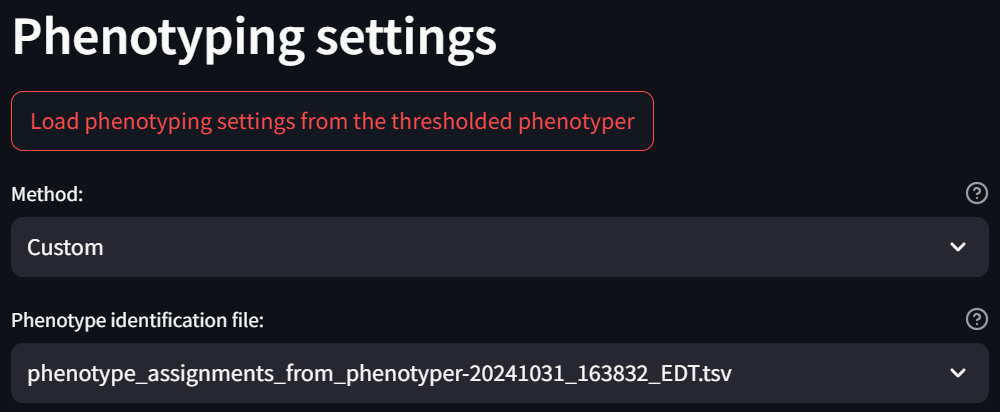 Phenotyping settings
Load phenotyping settings from the thresholded phenotyper
Method:
Custom
Phenotype identification file:
phenotype_assignments_from_phenotyper-20241031_163832_EDT.tsv